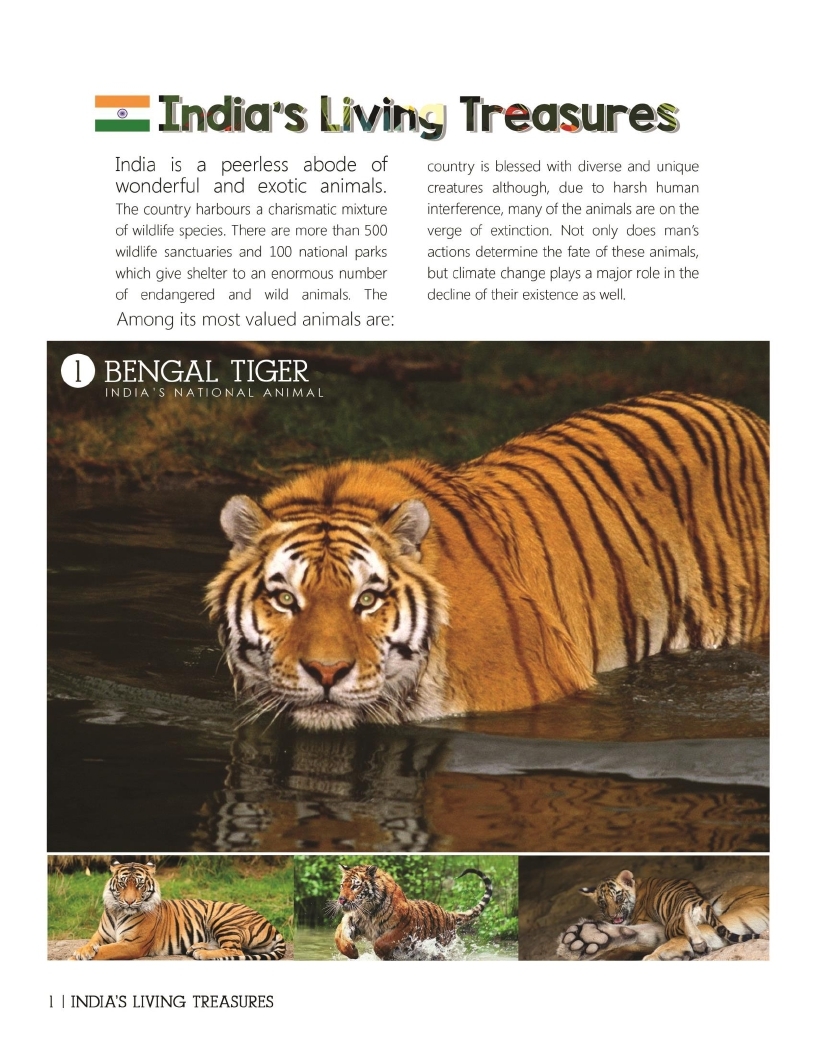 India's Living Treasures
India is a peerless abode of
wonderful and exotic animals.
The country harbours a charismatic mixture
of wildlife species. There are more than 500
wildlife sanctuaries and 100 national parks
which give shelter to an enormous number
of endangered and wild animals. The
country is blessed with diverse and unique
creatures although, due to harsh human
interference, many of the animals are on the
verge of extinction. Not only does man's
actions determine the fate of these animals,
but climate change plays a major role in the
decline of their existence as well.
Among its most valued animals are:
1 BENGAL TIGER
INDIA'S NATIONAL ANIMAL
1 | INDIA'S LIVING TREASURES